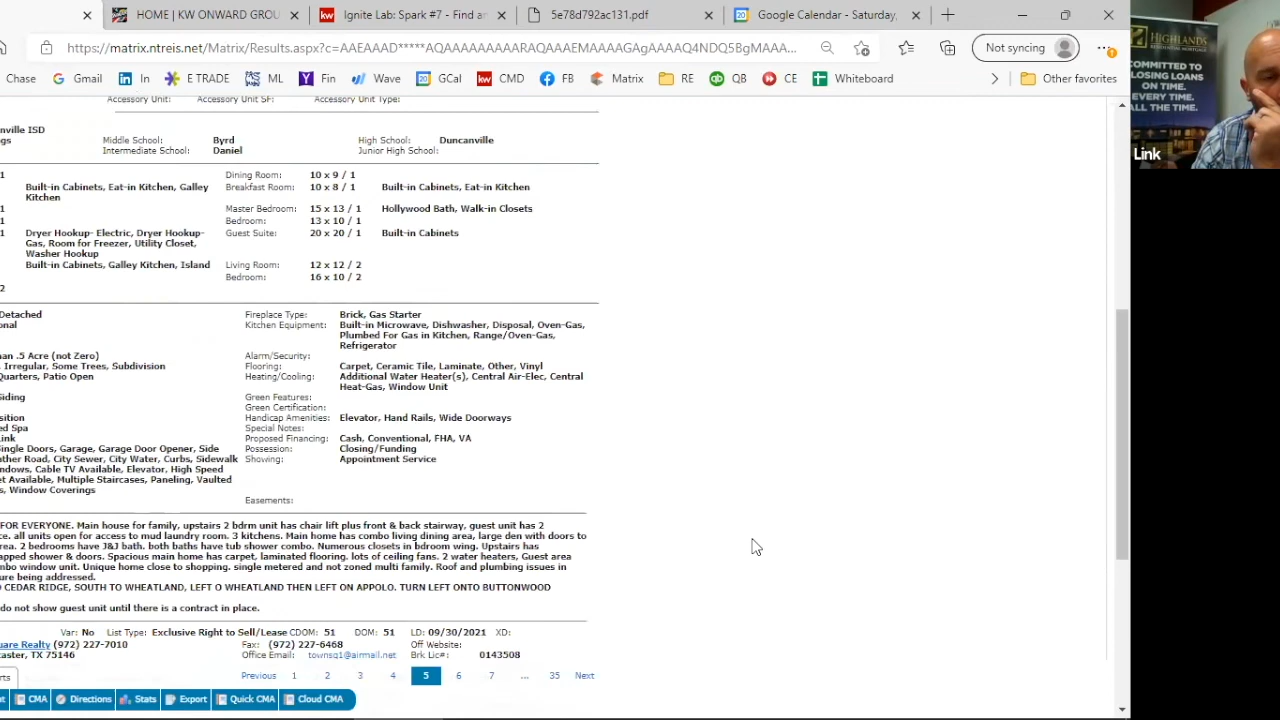 HOME | KW ONWARD GROU
Ignite Lab: Spark #7 - Find an
5e78d792ac131.pdf
Google Calendar - Saturday,
https://matrix.ntreis.net/Matrix/Results.aspx?c=AAEAAAD*****AQAAAAAAAAARAQAAAEMAAAAGAgAAAAQ4NDQ5BgMAAA...
Not syncing
Chase
Gmail
LinkedIn
E TRADE
ML
Fin
Wave
GCal
CMD
FB
Matrix
RE
QB
CE
Whiteboard
Other favorites
HIGHLANDS
RESIDENTIAL MORTGAGE
COMMITTED TO
LOSING LOANS
ON TIME.
EVERY TIME.
ALL THE TIME.
Link
Accessory Unit: Accessory Unit SF: Accessory Unit Type:
nville ISD
gs Middle School: Byrd High School: Duncanville
Intermediate School: Daniel Junior High School:
1 Dining Room: 10 x 9 / 1
Built-in Cabinets, Eat-in Kitchen, Galley Breakfast Room: 10 x 8 / 1 Built-in Cabinets, Eat-in Kitchen
Kitchen
1 Master Bedroom: 15 x 13 / 1 Hollywood Bath, Walk-in Closets
1 Bedroom: 13 x 10 / 1
1 Dryer Hookup- Electric, Dryer Hookup- Guest Suite: 20 x 20 / 1 Built-in Cabinets
Gas, Room for Freezer, Utility Closet,
Washer Hookup
Built-in Cabinets, Galley Kitchen, Island Living Room: 12 x 12 / 2
Bedroom: 16 x 10 / 2
2
Detached Fireplace Type: Brick, Gas Starter
onal Kitchen Equipment: Built-in Microwave, Dishwasher, Disposal, Oven-Gas,
Plumbed For Gas in Kitchen, Range/Oven-Gas,
Refrigerator
an .5 Acre (not Zero) Alarm/Security:
, Irregular, Some Trees, Subdivision Flooring: Carpet, Ceramic Tile, Laminate, Other, Vinyl
Quarters, Patio Open Heating/Cooling: Additional Water Heater(s), Central Air-Elec, Central
Heat-Gas, Window Unit
Siding Green Features:
Green Certification:
sition Handicap Amenities: Elevator, Hand Rails, Wide Doorways
ed Spa Special Notes:
ink Proposed Financing: Cash, Conventional, FHA, VA
ingle Doors, Garage, Garage Door Opener, Side Possession: Closing/Funding
ther Road, City Sewer, City Water, Curbs, Sidewalk Showing: Appointment Service
ndows, Cable TV Available, Elevator, High Speed
et Available, Multiple Staircases, Paneling, Vaulted
s, Window Coverings
Easements:
FOR EVERYONE. Main house for family, upstairs 2 bdrm unit has chair lift plus front & back stairway, guest unit has 2
ce. all units open for access to mud laundry room. 3 kitchens. Main home has combo living dining area, large den with doors to
rea. 2 bedrooms have J&J bath. both baths have tub shower combo. Numerous closets in bdroom wing. Upstairs has
apped shower & doors. Spacious main home has carpet, laminated flooring. lots of ceiling fans. 2 water heaters, Guest area
mbo window unit. Unique home close to shopping. single metered and not zoned multi family. Roof and plumbing issues in
ure being addressed.
O CEDAR RIDGE, SOUTH TO WHEATLAND, LEFT O WHEATLAND THEN LEFT ON APPOLO. TURN LEFT ONTO BUTTONWOOD
do not show guest unit until there is a contract in place.
Var: No List Type: Exclusive Right to Sell/Lease CDOM: 51 DOM: 51 LD: 09/30/2021 XD:
uare Realty (972) 227-7010 Fax: (972) 227-6468 Off Website:
caster, TX 75146 Office Email: townsq1@airmail.net Brk Lic#: 0143508
rts Previous 1 2 3 4 5 6 7 ... 35 Next
CMA Directions Stats Export Quick CMA Cloud CMA